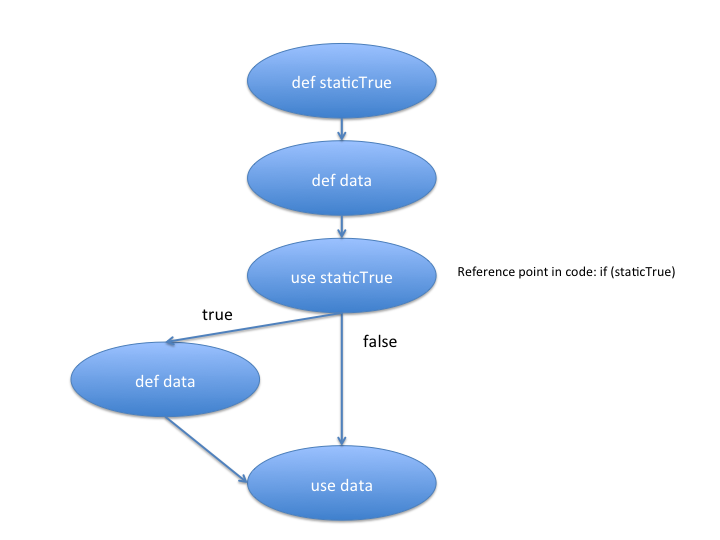 def staticTrue
def data
use staticTrue
Reference point in code: if (staticTrue)
true
false
def data
use data